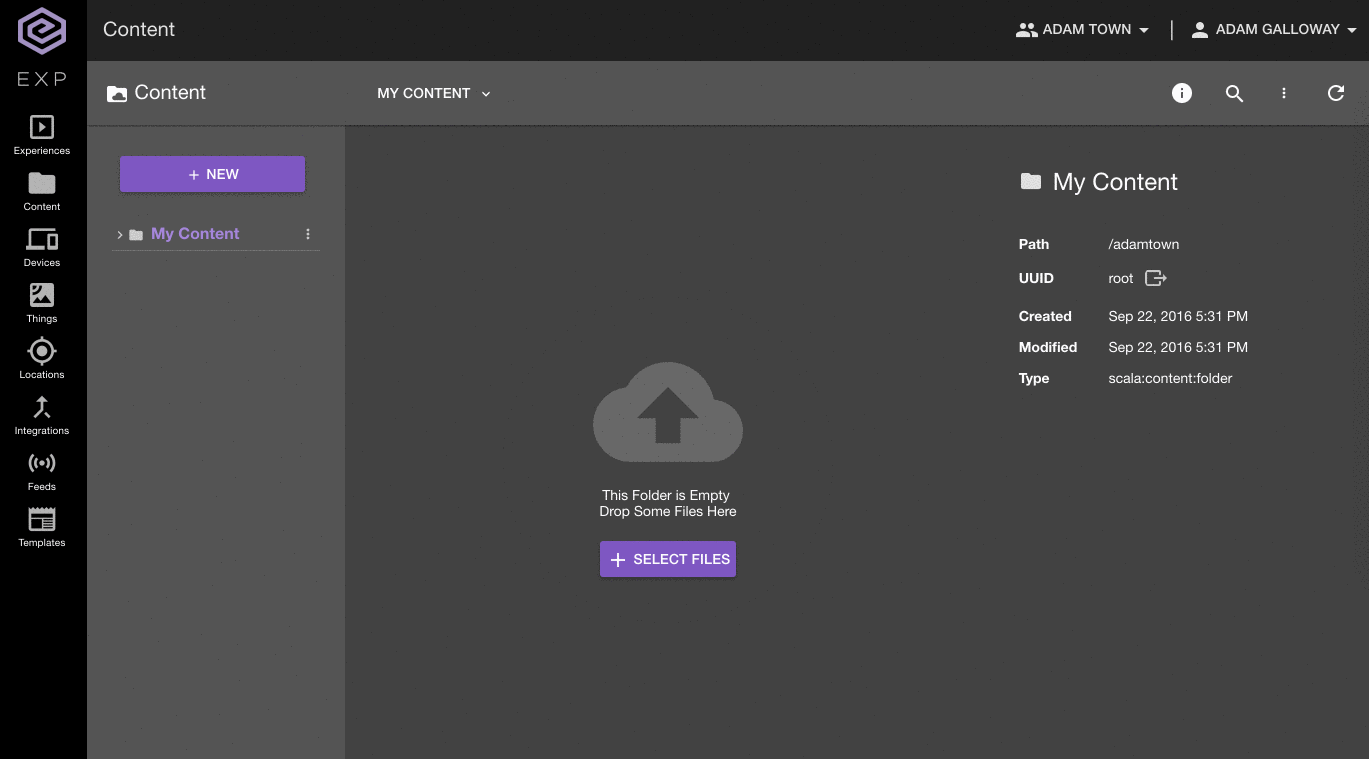 Content
ADAM TOWN
ADAM GALLOWAY
EXP
Content
MY CONTENT
Experiences
Content
Devices
Things
Locations
Integrations
Feeds
Templates
+ NEW
My Content
This Folder is Empty
Drop Some Files Here
+ SELECT FILES
My Content
Path /adamtown
UUID root
Created Sep 22, 2016 5:31 PM
Modified Sep 22, 2016 5:31 PM
Type scala:content:folder